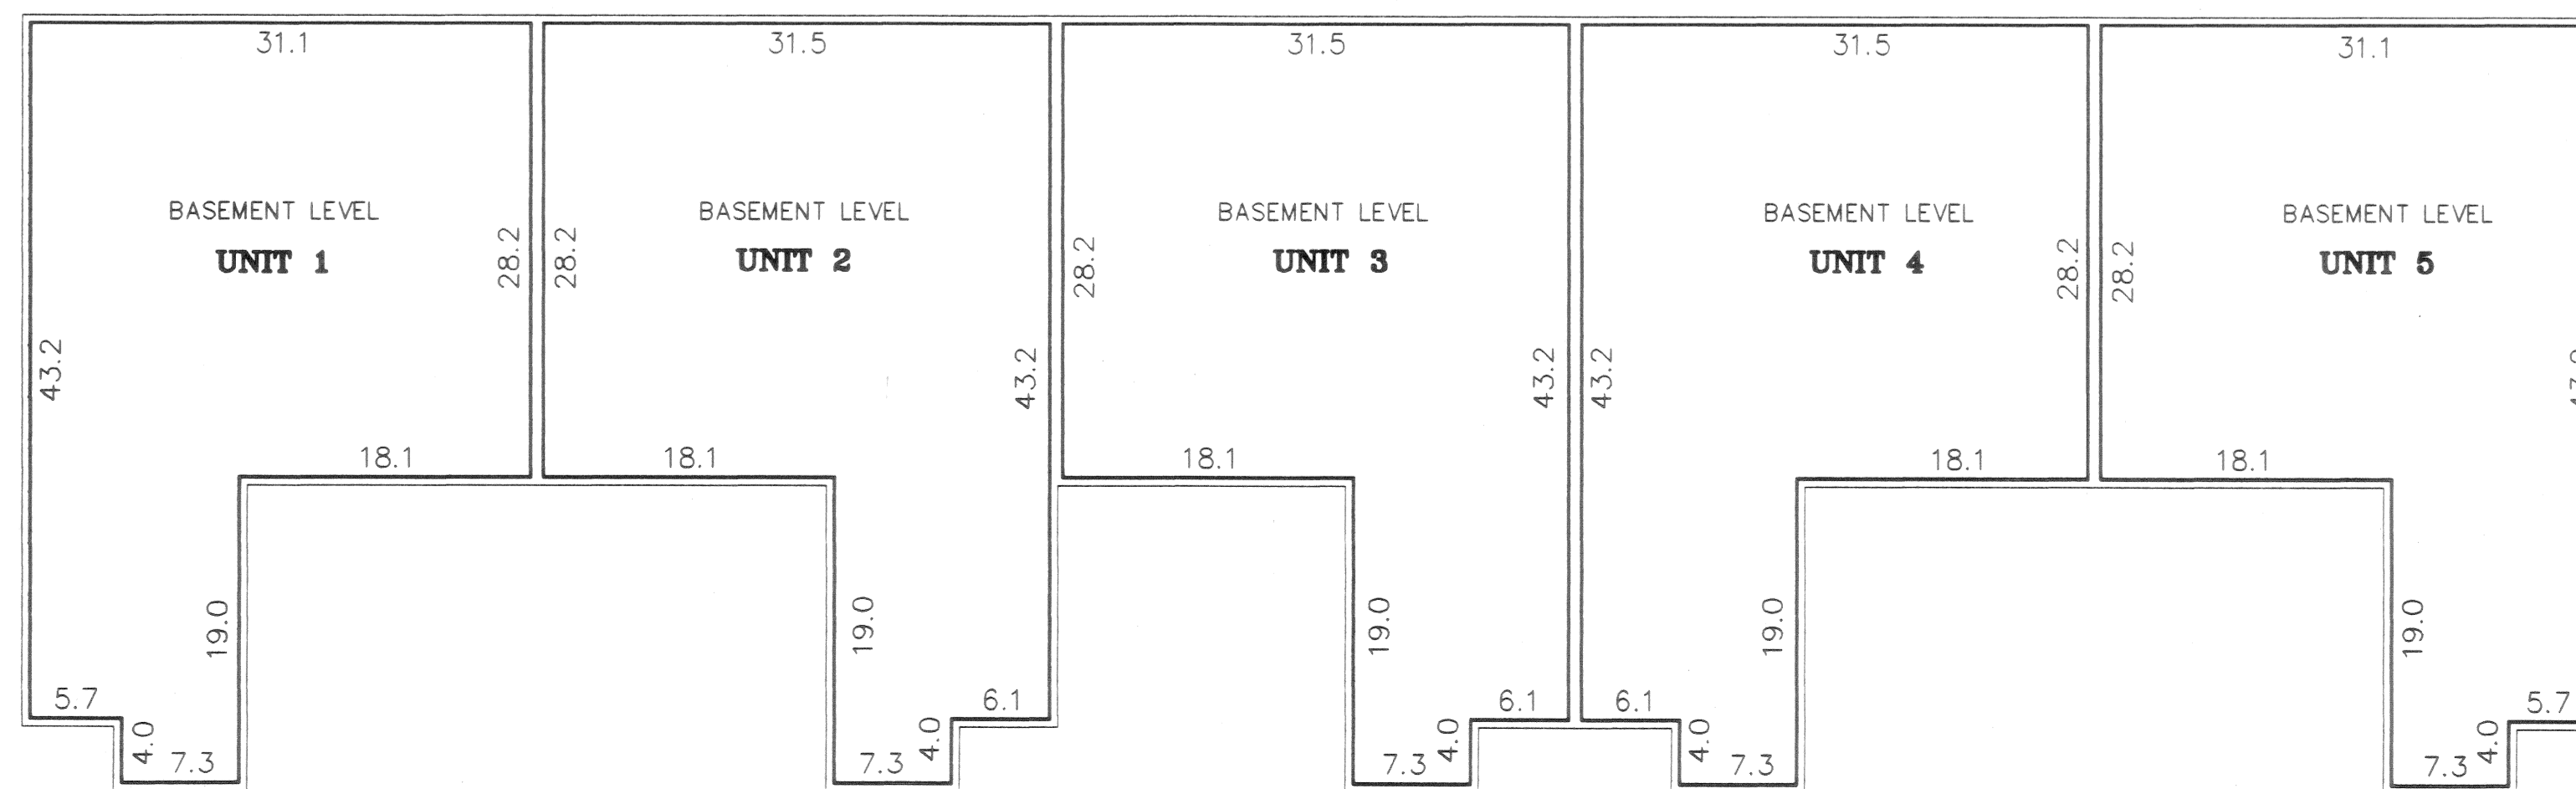 31.1 31.5 31.5 31.5 31.1
BASEMENT LEVEL BASEMENT LEVEL BASEMENT LEVEL BASEMENT LEVEL BASEMENT LEVEL
UNIT 1 UNIT 2 UNIT 3 UNIT 4 UNIT 5
28.2 28.2 28.2 28.2 28.2
43.2 43.2 43.2 43.2
18.1 18.1 18.1 18.1 18.1
19.0 19.0 19.0 19.0 19.0
5.7 6.1 6.1 6.1 5.7
4.0 4.0 4.0 4.0 4.0
7.3 7.3 7.3 7.3 7.3